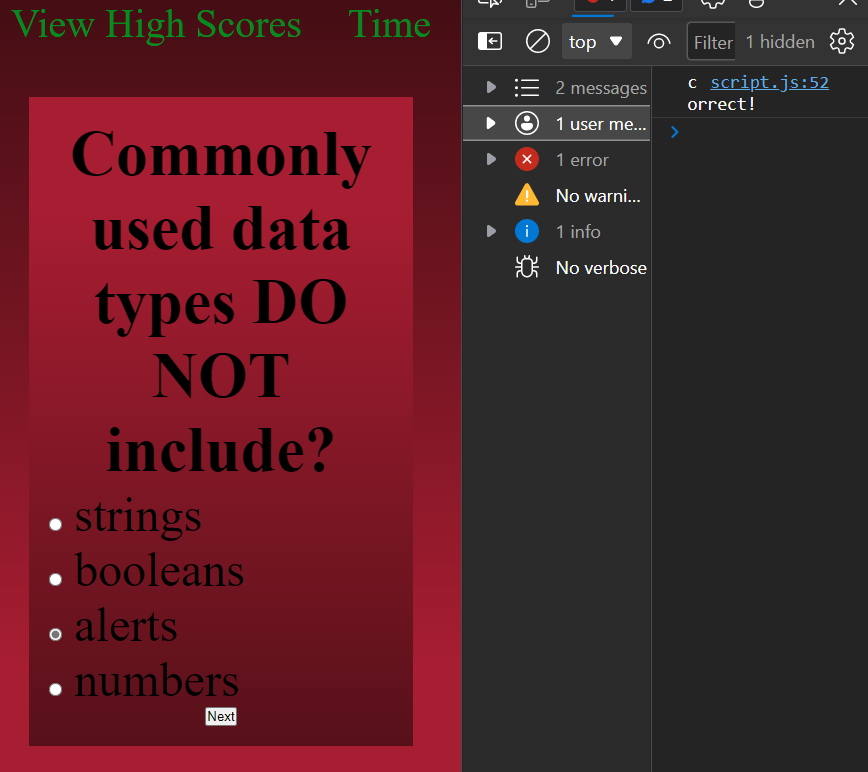 View High Scores Time
Commonly
used data
types DO
NOT
include?
strings
booleans
alerts
numbers
Next
top Filter 1 hidden
2 messages
1 user me...
1 error
No warni...
1 info
No verbose
c script.js:52
orrect!